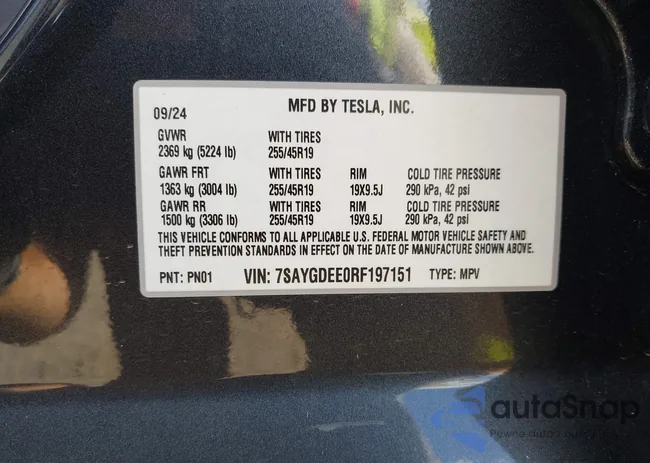 09/24 MFD BY TESLA, INC.
GVWR WITH TIRES
2369 kg (5224 lb) 255/45R19
GAWR FRT WITH TIRES RIM COLD TIRE PRESSURE
1363 kg (3004 lb) 255/45R19 19X9.5J 290 kPa, 42 psi
GAWR RR WITH TIRES RIM COLD TIRE PRESSURE
1500 kg (3306 lb) 255/45R19 19X9.5J 290 kPa, 42 psi
THIS VEHICLE CONFORMS TO ALL APPLICABLE U.S. FEDERAL MOTOR VEHICLE SAFETY AND
THEFT PREVENTION STANDARDS IN EFFECT ON THE DATE OF MANUFACTURE SHOWN ABOVE.
PNT: PN01 VIN: 7SAYGDEE0RF197151 TYPE: MPV
autoSnap
Pewne auto z